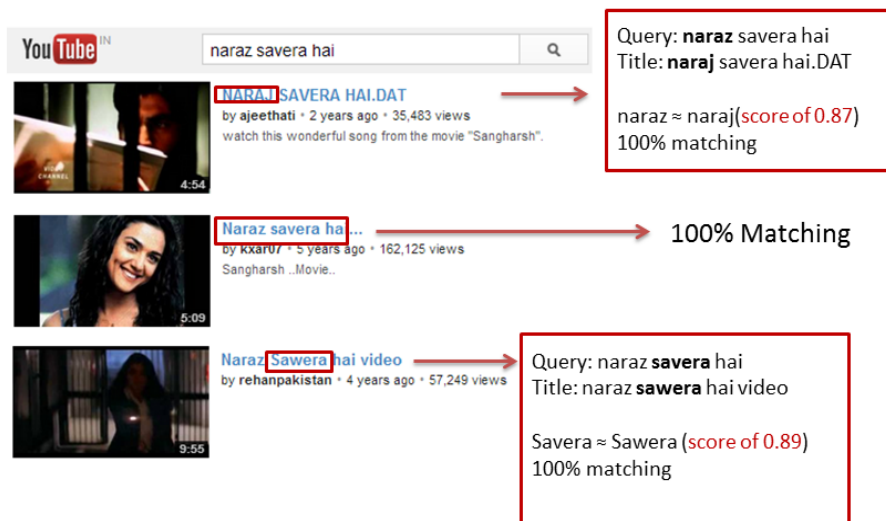 YouTube IN
naraz savera hai
NARAJ SAVERA HAI.DAT
by ajeethati • 2 years ago • 35,483 views
watch this wonderful song from the movie "Sangharsh".
VIDEO
CHANNEL
4:54
Query: naraz savera hai
Title: naraj savera hai.DAT
naraz ≈ naraj(score of 0.87)
100% matching
Naraz savera hai...
by kxar07 • 5 years ago • 162,125 views
Sangharsh ..Movie..
5:09
100% Matching
Naraz Sawera hai video
by rehanpakistan • 4 years ago • 57,249 views
9:55
Query: naraz savera hai
Title: naraz sawera hai video
Savera ≈ Sawera (score of 0.89)
100% matching